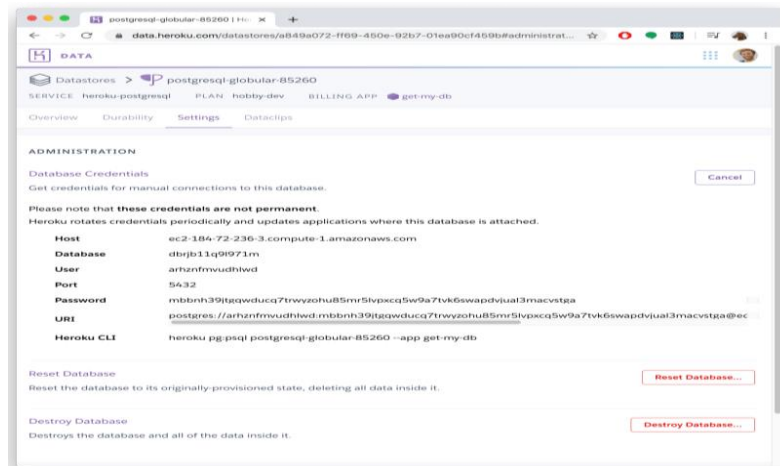 postgresql-globular-85260 | He
data.heroku.com/datastores/a849a072-ff69-450e-92b7-01ea90cf459b#administrat...
DATA
Datastores > postgresql-globular-85260
SERVICE heroku-postgresql PLAN hobby-dev BILLING APP get-my-db
Overview Durability Settings Dataclips
ADMINISTRATION
Database Credentials
Cancel
Get credentials for manual connections to this database.
Please note that these credentials are not permanent.
Heroku rotates credentials periodically and updates applications where this database is attached.
Host ec2-184-72-236-3.compute-1.amazonaws.com
Database dbrjb11q9l971m
User arhznfmvudhlwd
Port 5432
Password mbbnh39jtgqwducq7trwyzohu85mr5lvpxcq5w9a7tvk6swapdvjual3macvstga
URI postgres://arhznfmvudhlwd:mbbnh39jtgqwducq7trwyzohu85mr5lvpxcq5w9a7tvk6swapdvjual3macvstga@ec
Heroku CLI heroku pg:psql postgresql-globular-85260 --app get-my-db
Reset Database
Reset Database...
Reset the database to its originally-provisioned state, deleting all data inside it.
Destroy Database
Destroy Database...
Destroys the database and all of the data inside it.